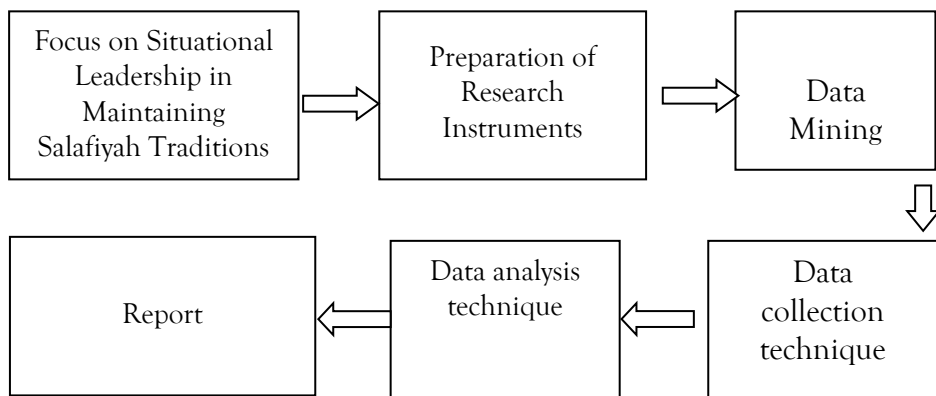 Focus on Situational
Leadership in
Maintaining
Salafiyah Traditions
Preparation of
Research
Instruments
Data
Mining
Data
collection
technique
Data analysis
technique
Report